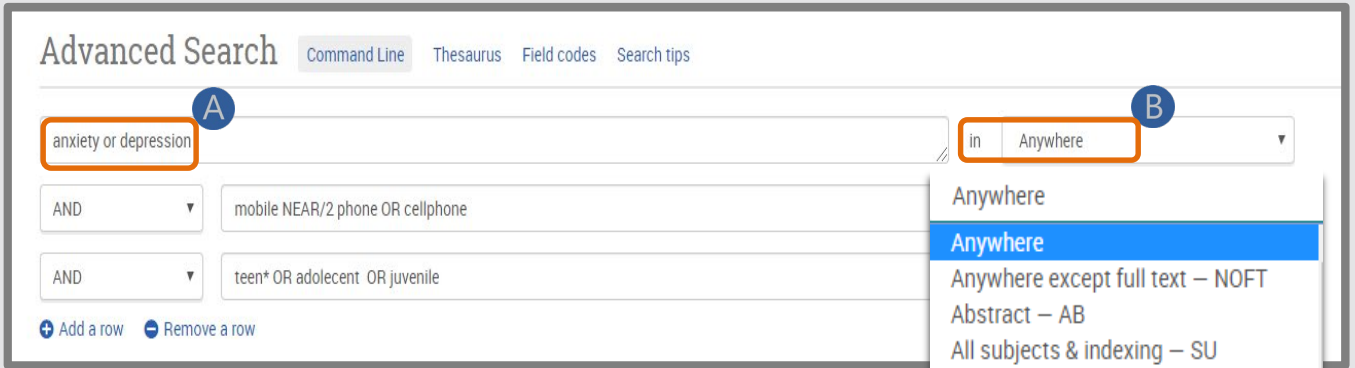 Advanced Search Command Line Thesaurus Field codes Search tips
A
B
anxiety or depression in Anywhere
AND mobile NEAR/2 phone OR cellphone
AND teen* OR adolecent OR juvenile
Add a row Remove a row
Anywhere
Anywhere
Anywhere except full text — NOFT
Abstract — AB
All subjects & indexing — SU